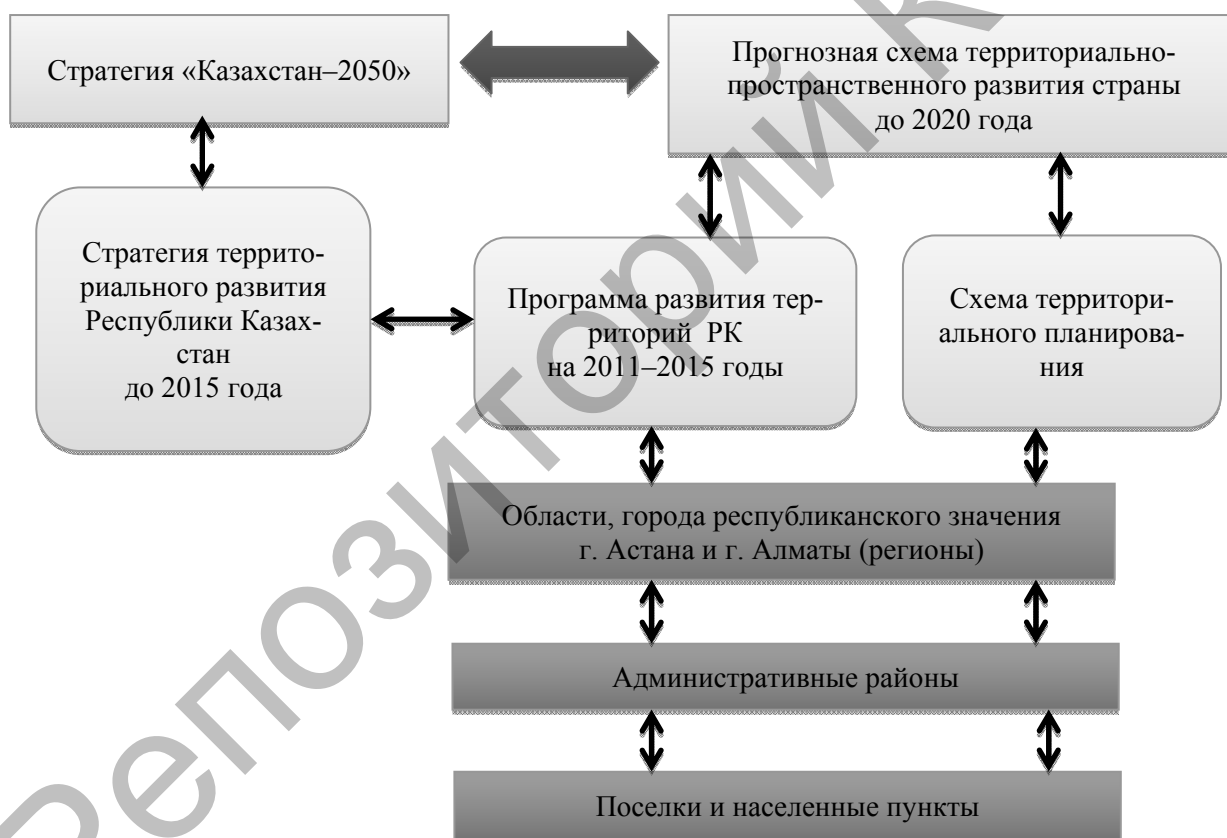 Стратегия «Казахстан–2050»
Прогнозная схема территориально-
пространственного развития страны
до 2020 года
Стратегия террито-
риального развития
Республики Казах-
стан
до 2015 года
Программа развития тер-
риторий РК
на 2011–2015 годы
Схема территори-
ального планирова-
ния
Области, города республиканского значения
г. Астана и г. Алматы (регионы)
Административные районы
Поселки и населенные пункты
Репозиторий К